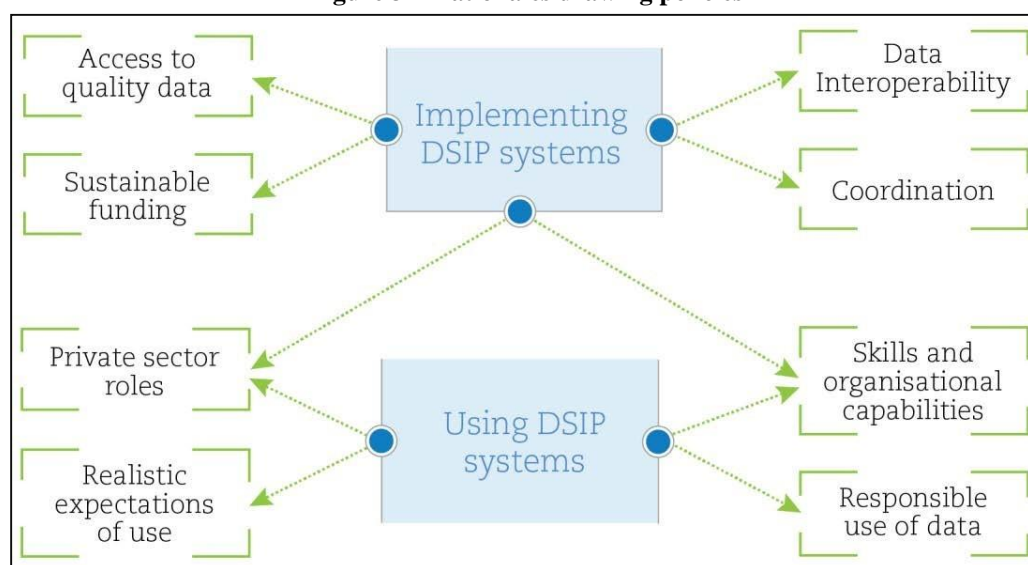 Access to
quality data
Sustainable
funding
Implementing
DSIP systems
Data
Interoperability
Coordination
Private sector
roles
Realistic
expectations
of use
Using DSIP
systems
Skills and
organisational
capabilities
Responsible
use of data